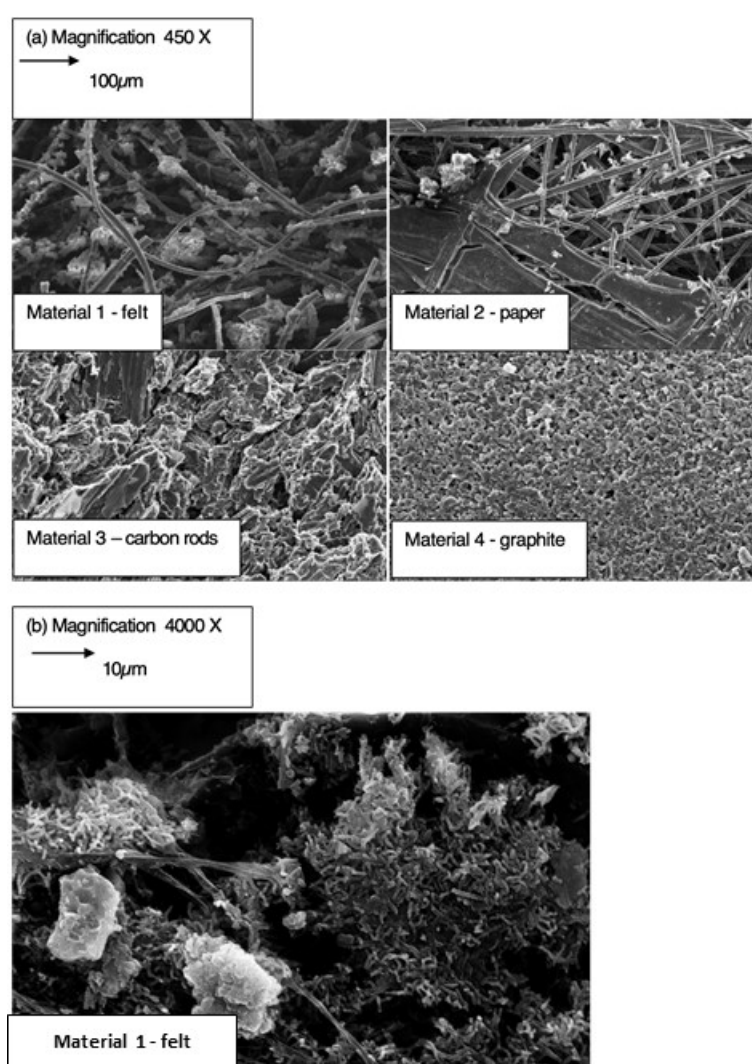 (a) Magnification 450 X
100µm
Material 1 - felt
Material 2 - paper
Material 3 – carbon rods
Material 4 - graphite
(b) Magnification 4000 X
10µm
Material 1 - felt